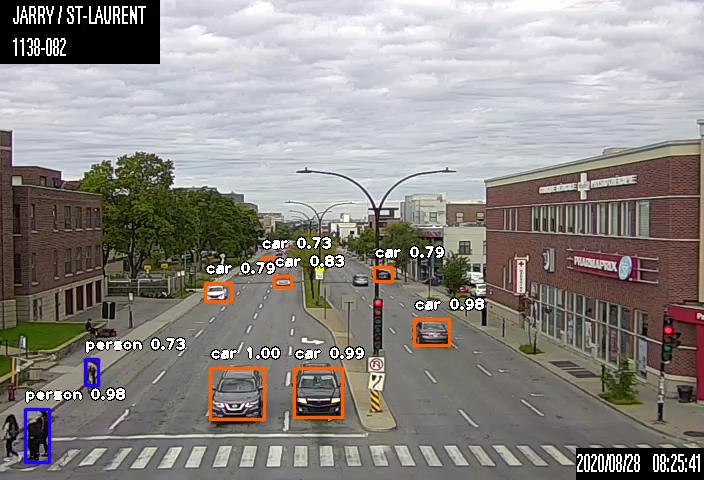 JARRY / ST-LAURENT
1138-082
car 0.73
car 0.79
car 0.83
car 0.79
car 0.98
person 0.73
car 1.00
car 0.99
person 0.98
PHARMAPRIX
2020/08/28 08:25:41